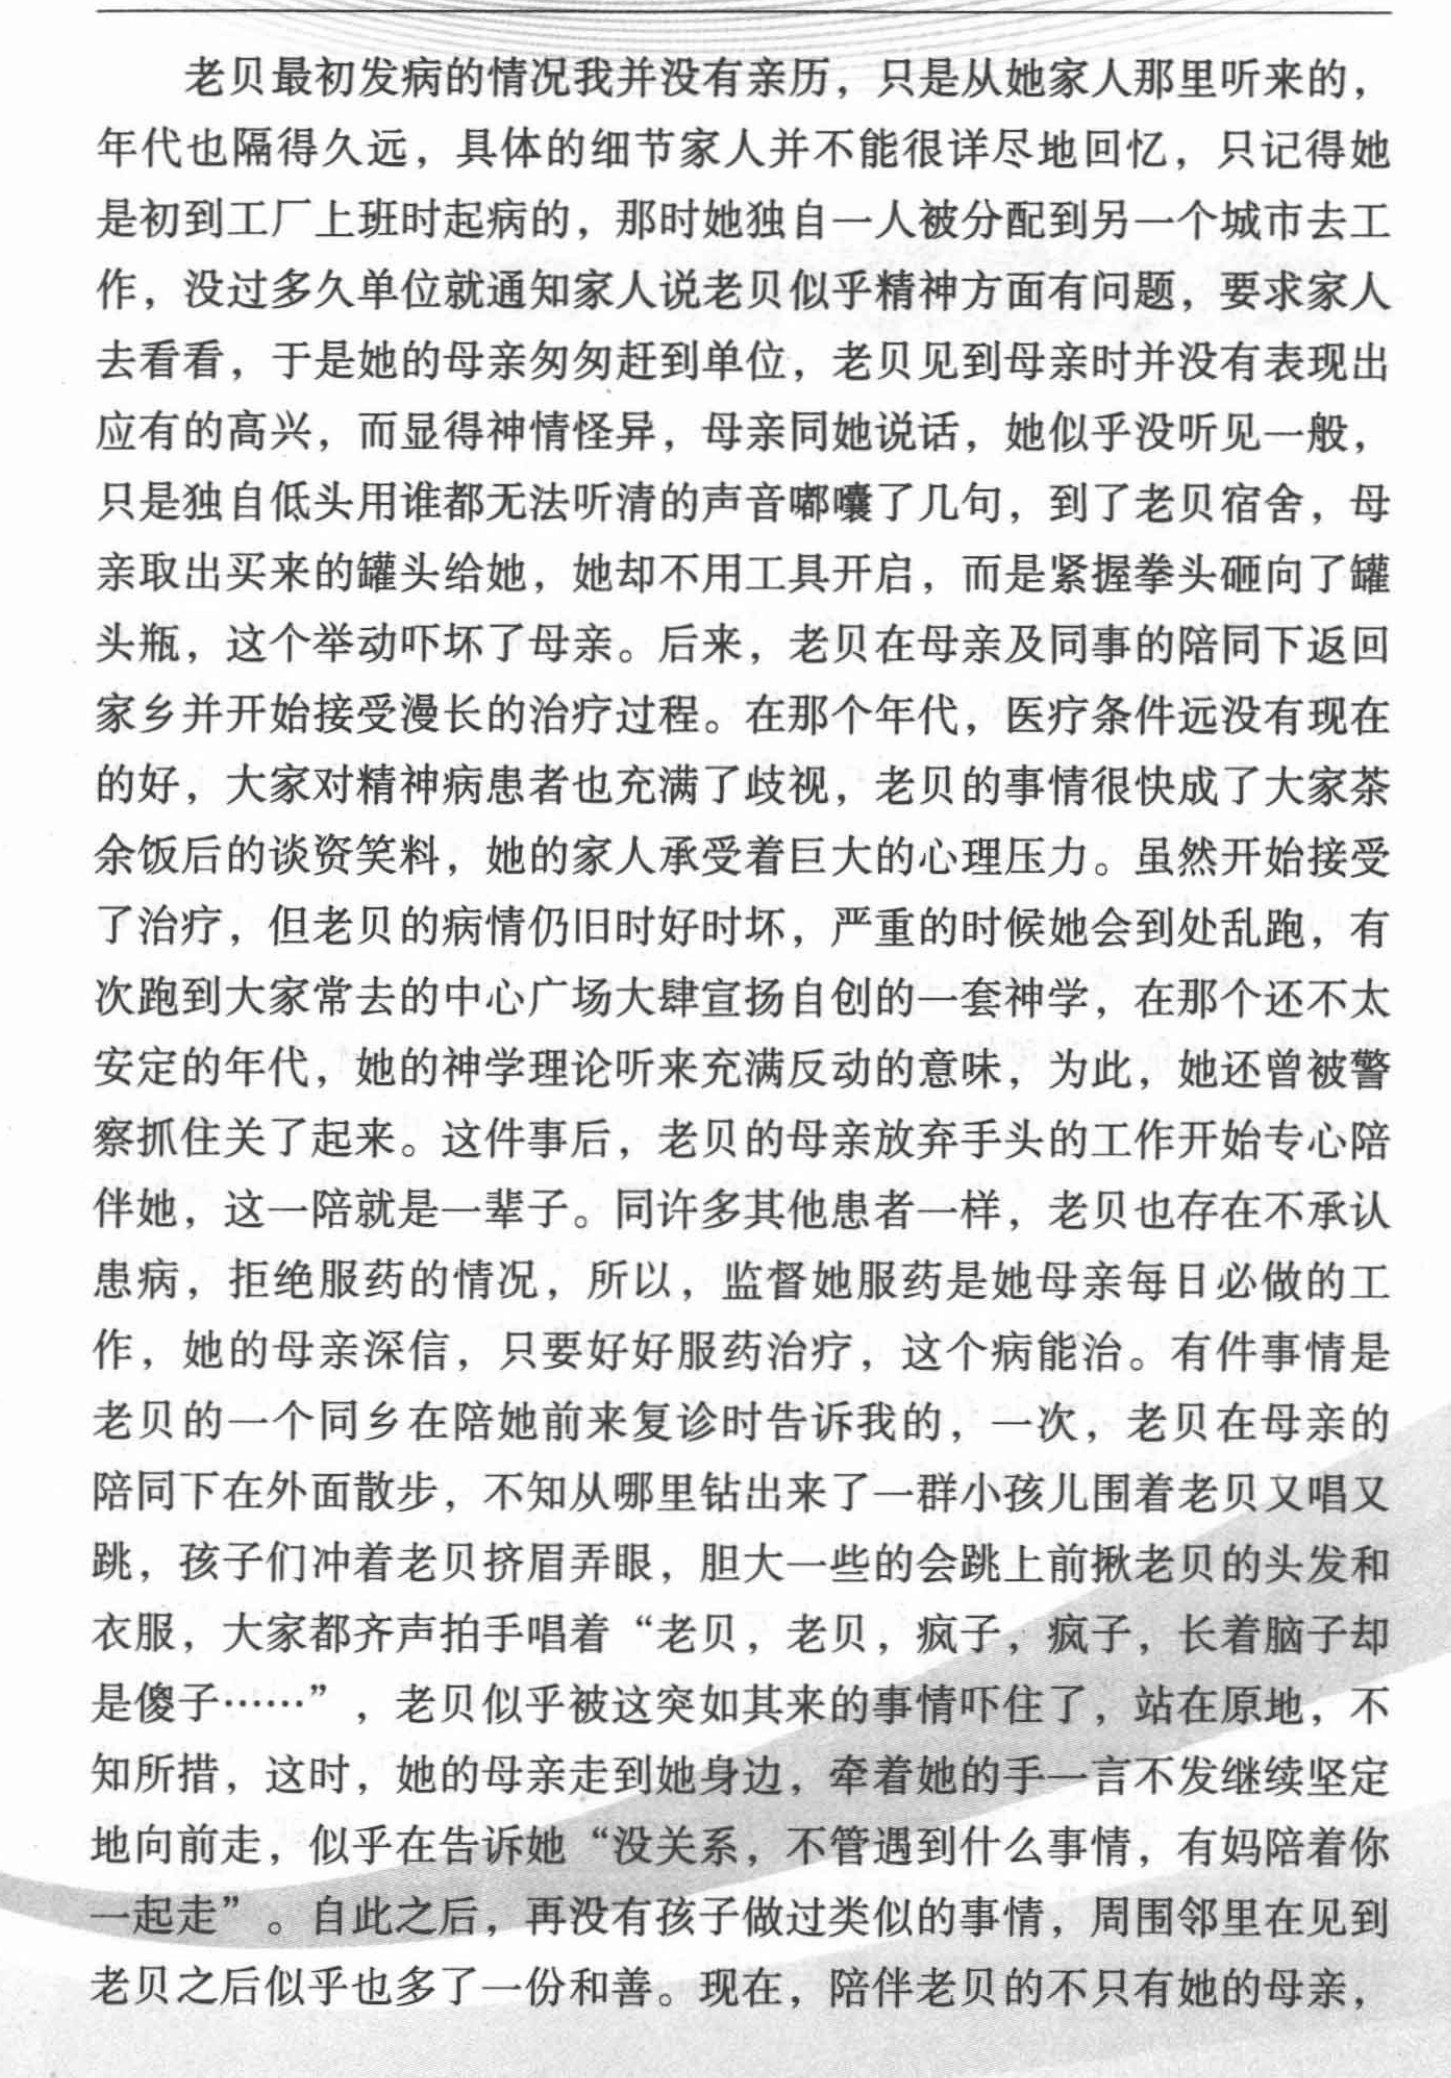 老贝最初发病的情况我并没有亲历，只是从她家人那里听来的，
年代也隔得久远，具体的细节家人并不能很详尽地回忆，只记得她
是初到工厂上班时起病的，那时她独自一人被分配到另一个城市去工
作，没过多久单位就通知家人说老贝似乎精神方面有问题，要求家人
去看看，于是她的母亲匆匆赶到单位，老贝见到母亲时并没有表现出
应有的高兴，而显得神情怪异，母亲同她说话，她似乎没听见一般，
只是独自低头用谁都无法听清的声音嘟囔了几句，到了老贝宿舍，母
亲取出买来的罐头给她，她却不用工具开启，而是紧握拳头砸向了罐
头瓶，这个举动吓坏了母亲。后来，老贝在母亲及同事的陪同下返回
家乡并开始接受漫长的治疗过程。在那个年代，医疗条件远没有现在
的好，大家对精神病患者也充满了歧视，老贝的事情很快成了大家茶
余饭后的谈资笑料，她的家人承受着巨大的心理压力。虽然开始接受
了治疗，但老贝的病情仍旧时好时坏，严重的时候她会到处乱跑，有
次跑到大家常去的中心广场大肆宣扬自创的一套神学，在那个还不太
安定的年代，她的神学理论听来充满反动的意味，为此，她还曾被警
察抓住关了起来。这件事后，老贝的母亲放弃手头的工作开始专心陪
伴她，这一陪就是一辈子。同许多其他患者一样，老贝也存在不承认
患病，拒绝服药的情况，所以，监督她服药是她母亲每日必做的工
作，她的母亲深信，只要好好服药治疗，这个病能治。有件事情是
老贝的一个同乡在陪她前来复诊时告诉我的，一次，老贝在母亲的
陪同下在外面散步，不知从哪里钻出来了一群小孩儿围着老贝又唱又
跳，孩子们冲着老贝挤眉弄眼，胆大一些的会跳上前揪老贝的头发和
衣服，大家都齐声拍手唱着“老贝，老贝，疯子，疯子，长着脑子却
是傻子……”，老贝似乎被这突如其来的事情吓住了，站在原地，不
知所措，这时，她的母亲走到她身边，牵着她的手一言不发继续坚定
地向前走，似乎在告诉她“没关系，不管遇到什么事情，有妈陪着你
一起走”。自此之后，再没有孩子做过类似的事情，周围邻里在见到
老贝之后似乎也多了一份和善。现在，陪伴老贝的不只有她的母亲，